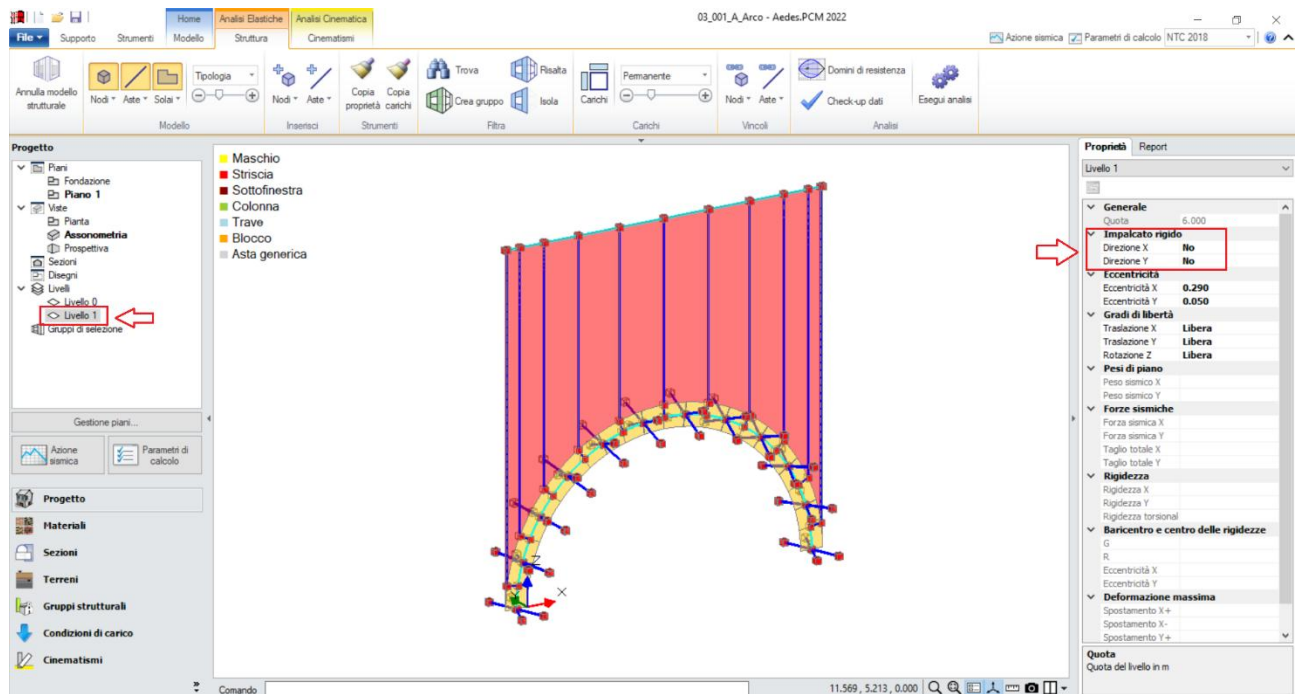 03_001_A_Arco - Aedes.PCM 2022
Home
Analisi Elastiche
Analisi Cinematica
File
Supporto
Strumenti
Modello
Struttura
Cinematismi
Azione sismica
Parametri di calcolo
NTC 2018
Annulla modello
strutturale
Nodi
Aste
Solai
Tipologia
Modello
Nodi
Aste
Inserisci
Copia
proprietà
Copia
carichi
Strumenti
Trova
Crea gruppo
Risalta
Isola
Filtra
Carichi
Permanente
Carichi
Nodi
Aste
Vincoli
Domini di resistenza
Check-up dati
Esegui analisi
Analisi
Progetto
Piani
Fondazione
Piano 1
Viste
Pianta
Assonometria
Prospettiva
Sezioni
Disegni
Livelli
Livello 0
Livello 1
Gruppi di selezione
Gestione piani...
Azione
sismica
Parametri di
calcolo
Progetto
Materiali
Sezioni
Terreni
Gruppi strutturali
Condizioni di carico
Cinematismi
Maschio
Striscia
Sottofinestra
Colonna
Trave
Blocco
Asta generica
Z
X
Comando
11.569 , 5.213 , 0.000
Proprietà
Report
Livello 1
Generale
Quota 6.000
Impalcato rigido
Direzione X No
Direzione Y No
Eccentricità
Eccentricità X 0.290
Eccentricità Y 0.050
Gradi di libertà
Traslazione X Libera
Traslazione Y Libera
Rotazione Z Libera
Pesi di piano
Peso sismico X
Peso sismico Y
Forze sismiche
Forza sismica X
Forza sismica Y
Taglio totale X
Taglio totale Y
Rigidezza
Rigidezza X
Rigidezza Y
Rigidezza torsional
Baricentro e centro delle rigidezze
G
R
Eccentricità X
Eccentricità Y
Deformazione massima
Spostamento X+
Spostamento X-
Spostamento Y+
Quota
Quota del livello in m